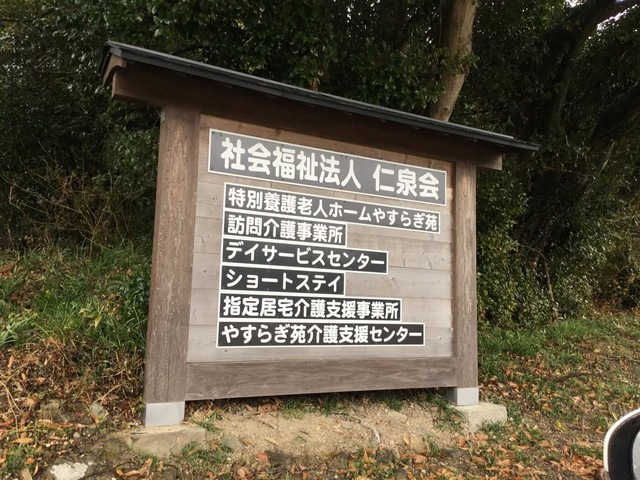 社会福祉法人 仁泉会
特別養護老人ホームやすらぎ苑
訪問介護事業所
デイサービスセンター
ショートステイ
指定居宅介護支援事業所
やすらぎ苑介護支援センター